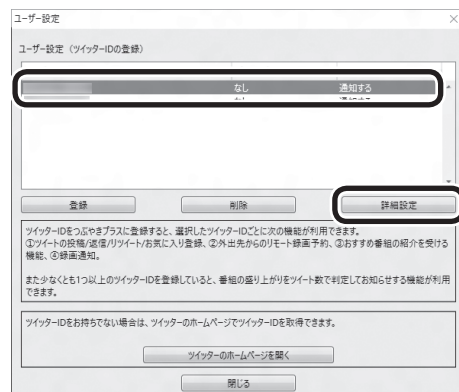 ユーザー設定
ユーザー設定（ツイッターIDの登録）
なし 通知する
登録 削除 詳細設定
ツイッターIDをつぶやきプラスに登録すると、選択したツイッターIDごとに次の機能が利用できます。
①ツイートの投稿/返信/リツイート/お気に入り登録、②外出先からのリモート録画予約、③おすすめ番組の紹介を受ける
機能、④録画通知。
また少なくとも1つ以上のツイッターIDを登録していると、番組の盛り上がりをツイート数で判定してお知らせする機能が利用
できます。
ツイッターIDをお持ちでない場合は、ツイッターのホームページでツイッターIDを取得できます。
ツイッターのホームページを開く
閉じる